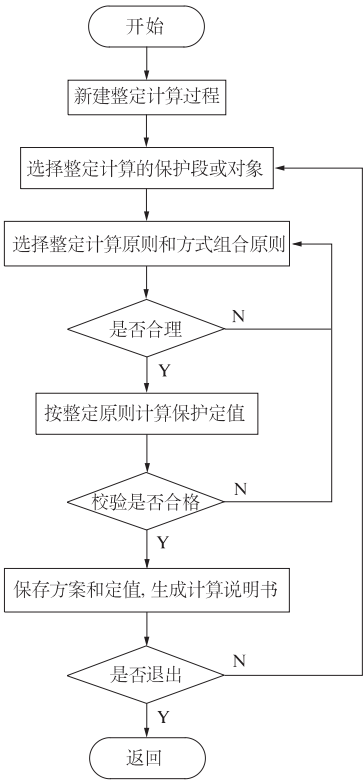 开始
新建整定计算过程
选择整定计算的保护段或对象
选择整定计算原则和方式组合原则
是否合理
N
Y
按整定原则计算保护定值
校验是否合格
N
Y
保存方案和定值, 生成计算说明书
是否退出
N
Y
返回